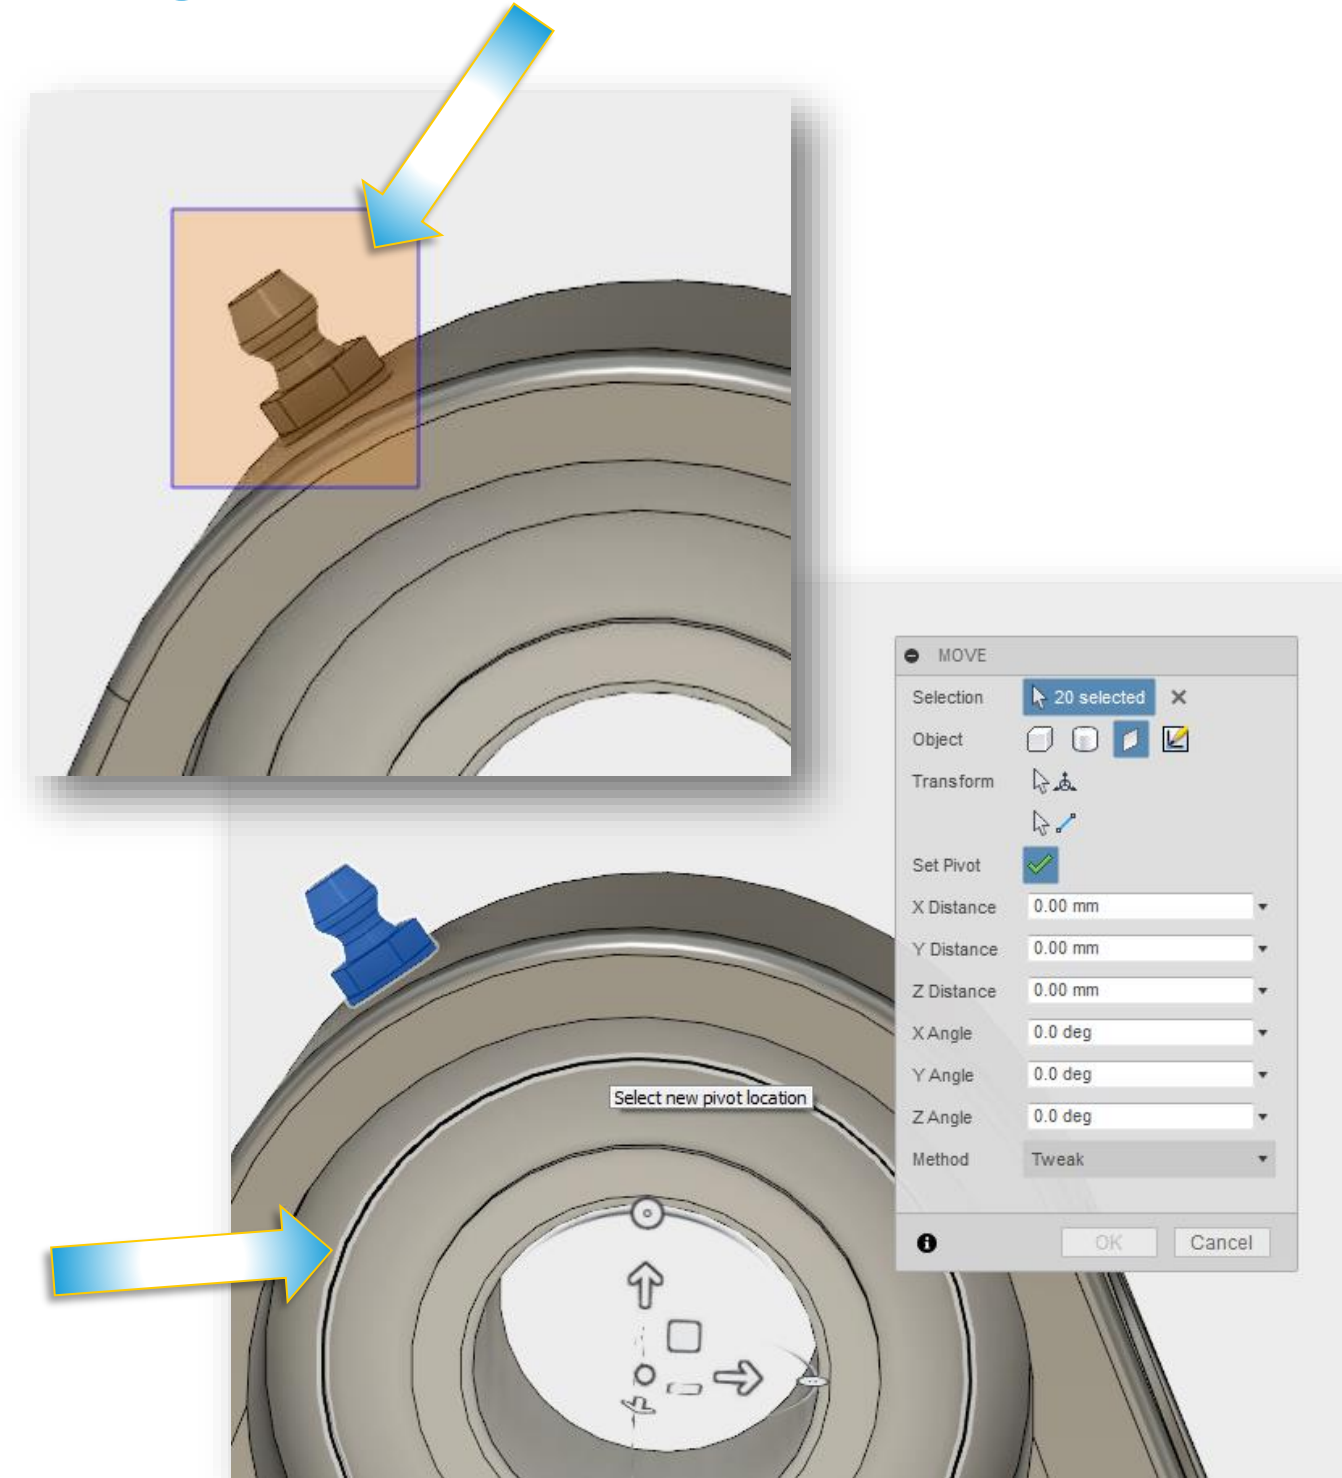 MOVE
Selection 20 selected
Object
Transform
Set Pivot
X Distance 0.00 mm
Y Distance 0.00 mm
Z Distance 0.00 mm
X Angle 0.0 deg
Y Angle 0.0 deg
Z Angle 0.0 deg
Method Tweak
OK Cancel
Select new pivot location